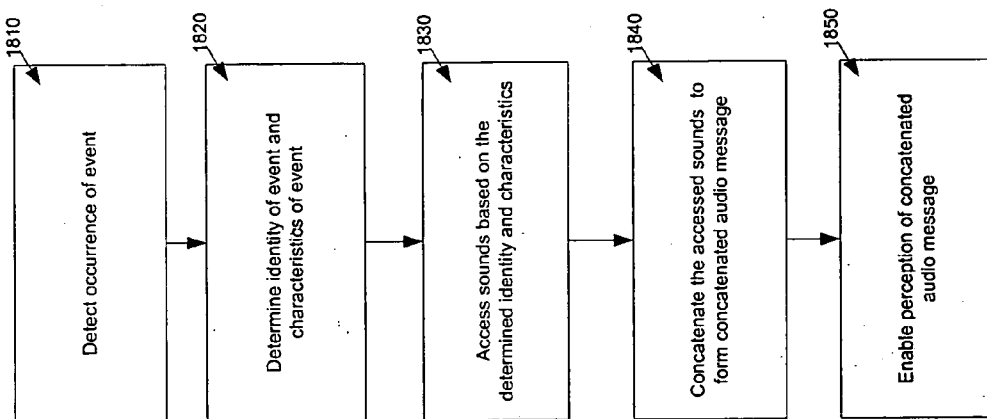 1810
Detect occurrence of event
1820
Determine identity of event and
characteristics of event
1830
Access sounds based on the
determined identity and characteristics
1840
Concatenate the accessed sounds to
form concatenated audio message
1850
Enable perception of concatenated
audio message